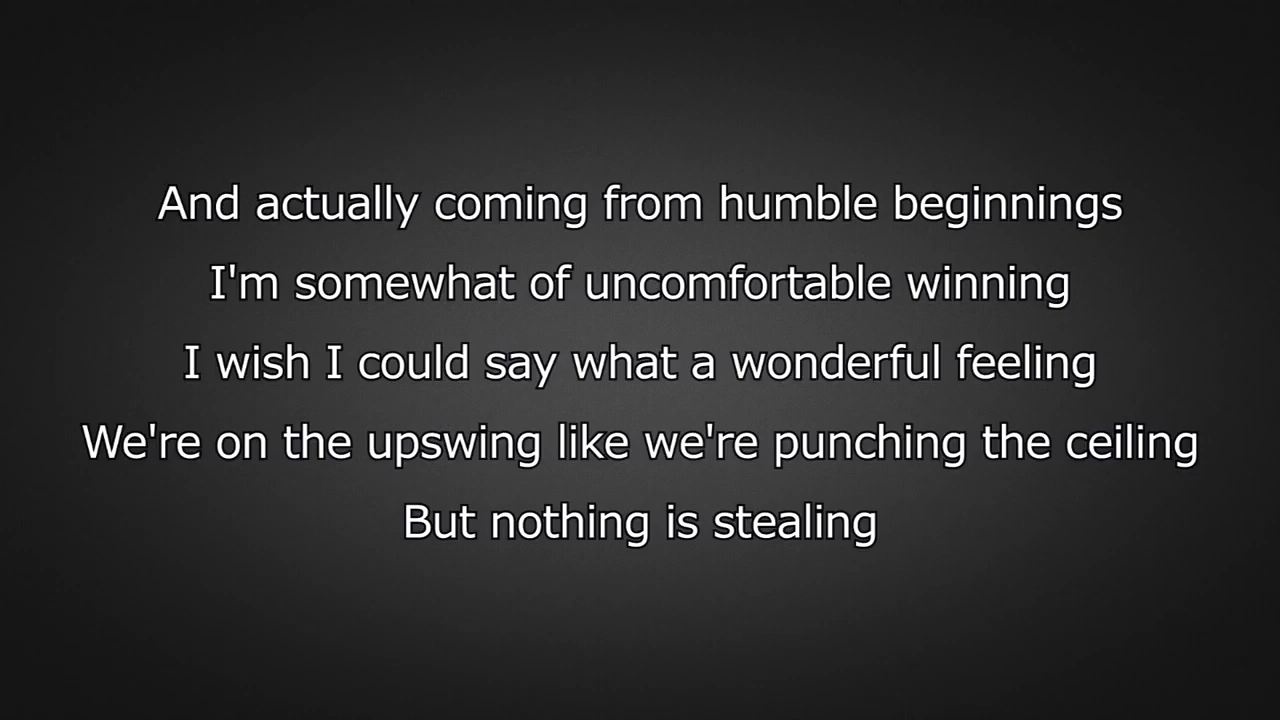 And actually coming from humble beginnings
I'm somewhat of uncomfortable winning
I wish I could say what a wonderful feeling
We're on the upswing like we're punching the ceiling
But nothing is stealing